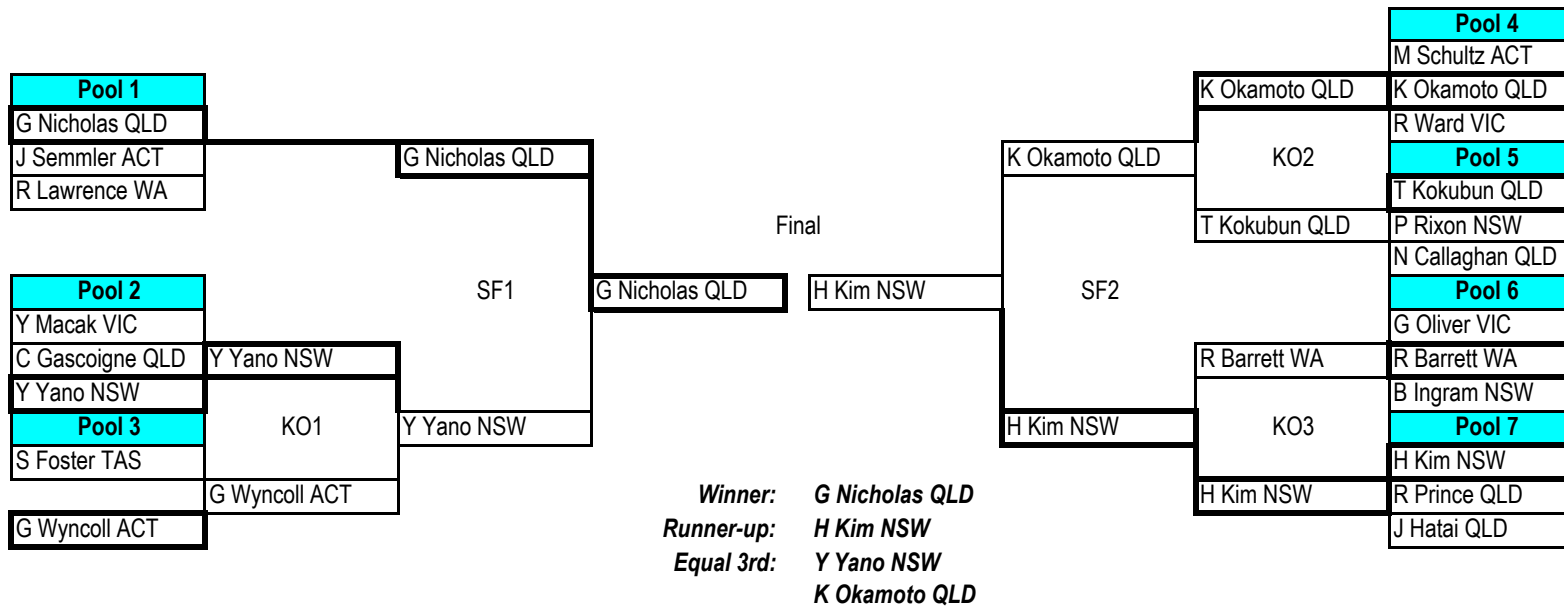 Pool 1
G Nicholas QLD
J Semmler ACT
R Lawrence WA
Pool 2
Y Macak VIC
C Gascoigne QLD
Y Yano NSW
Pool 3
S Foster TAS
G Wyncoll ACT
Y Yano NSW
KO1
G Wyncoll ACT
G Nicholas QLD
SF1
Y Yano NSW
G Nicholas QLD
Final
H Kim NSW
K Okamoto QLD
SF2
H Kim NSW
K Okamoto QLD
KO2
T Kokubun QLD
R Barrett WA
KO3
H Kim NSW
Pool 4
M Schultz ACT
K Okamoto QLD
R Ward VIC
Pool 5
T Kokubun QLD
P Rixon NSW
N Callaghan QLD
Pool 6
G Oliver VIC
R Barrett WA
B Ingram NSW
Pool 7
H Kim NSW
R Prince QLD
J Hatai QLD
Winner: G Nicholas QLD
Runner-up: H Kim NSW
Equal 3rd: Y Yano NSW
K Okamoto QLD